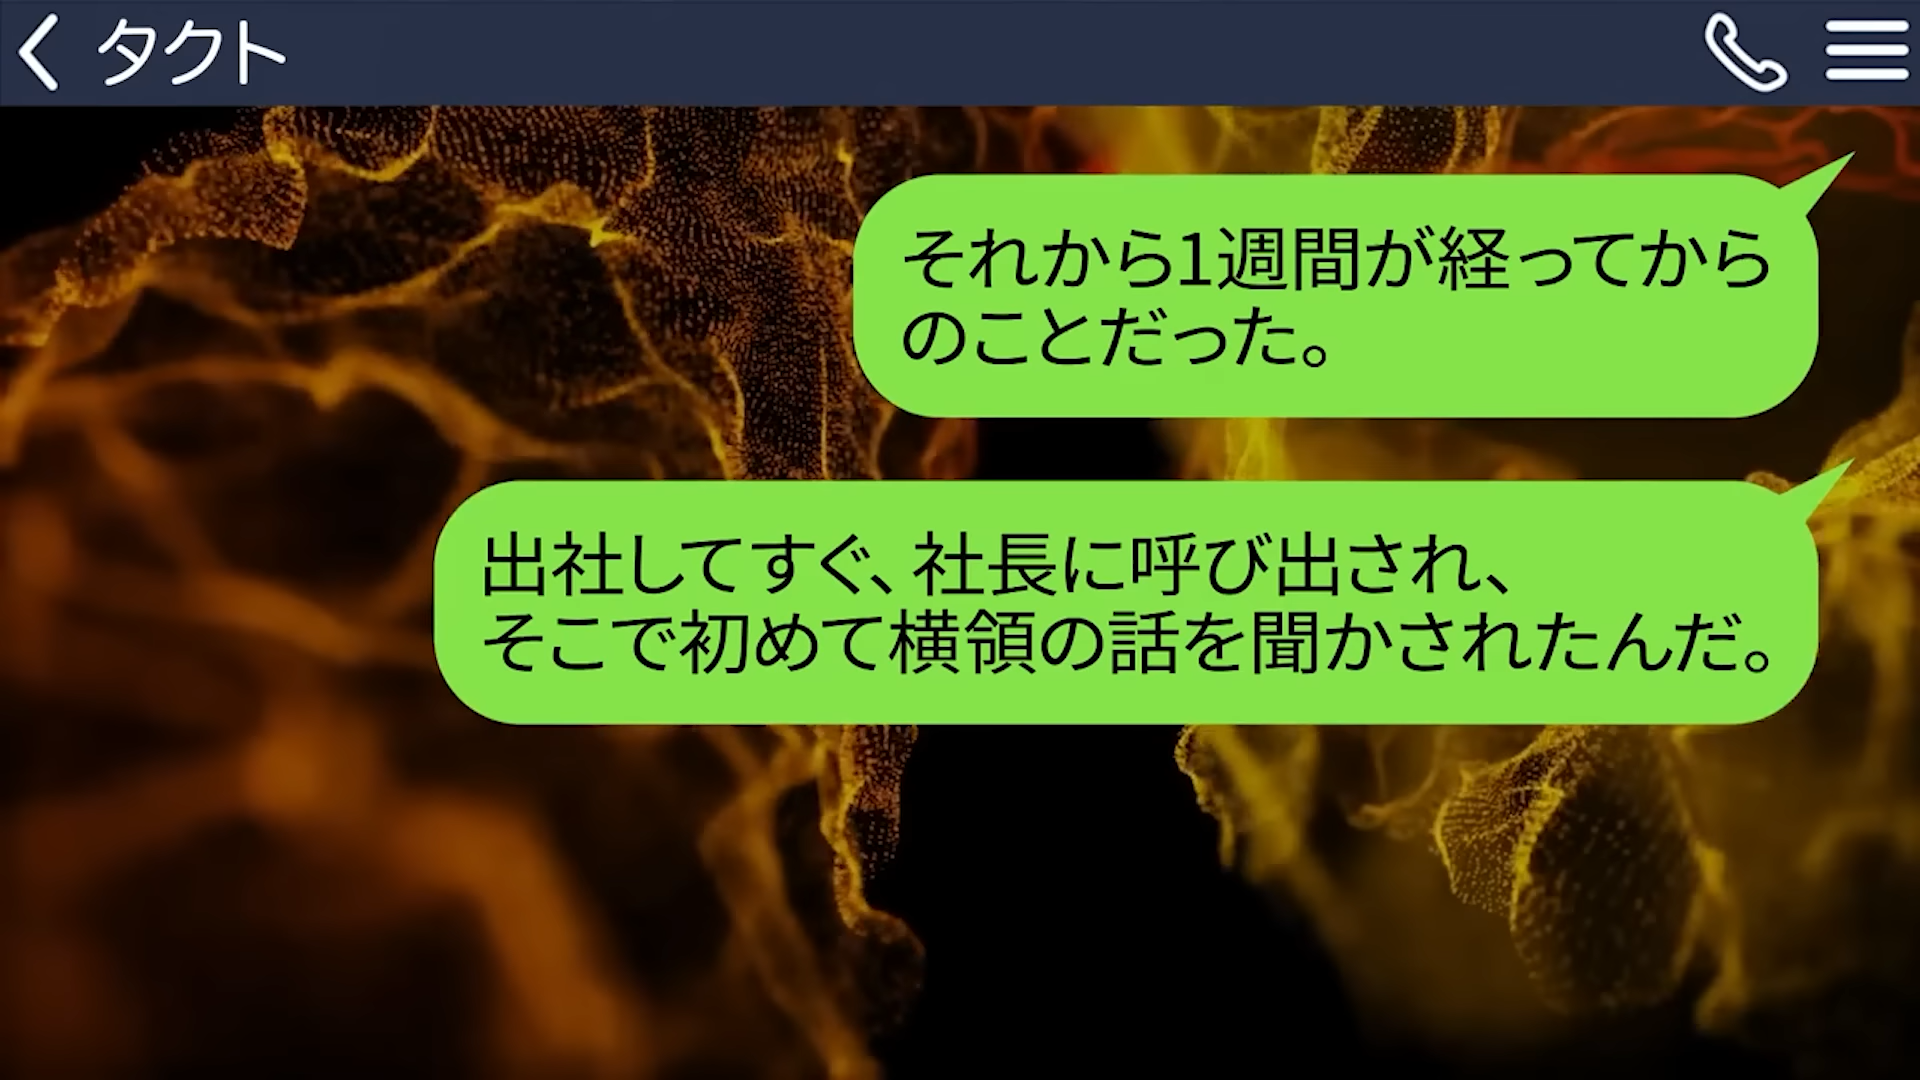 タクト
それから1週間が経ってから
のことだった。
出社してすぐ、社長に呼び出され、
そこで初めて横領の話を聞かされたんだ。